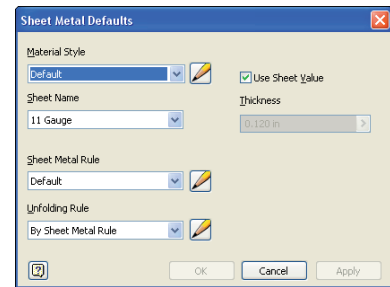 Sheet Metal Defaults
Material Style
Default
Use Sheet Value
Sheet Name
Thickness
11 Gauge
0.120 in
Sheet Metal Rule
Default
Unfolding Rule
By Sheet Metal Rule
OK
Cancel
Apply